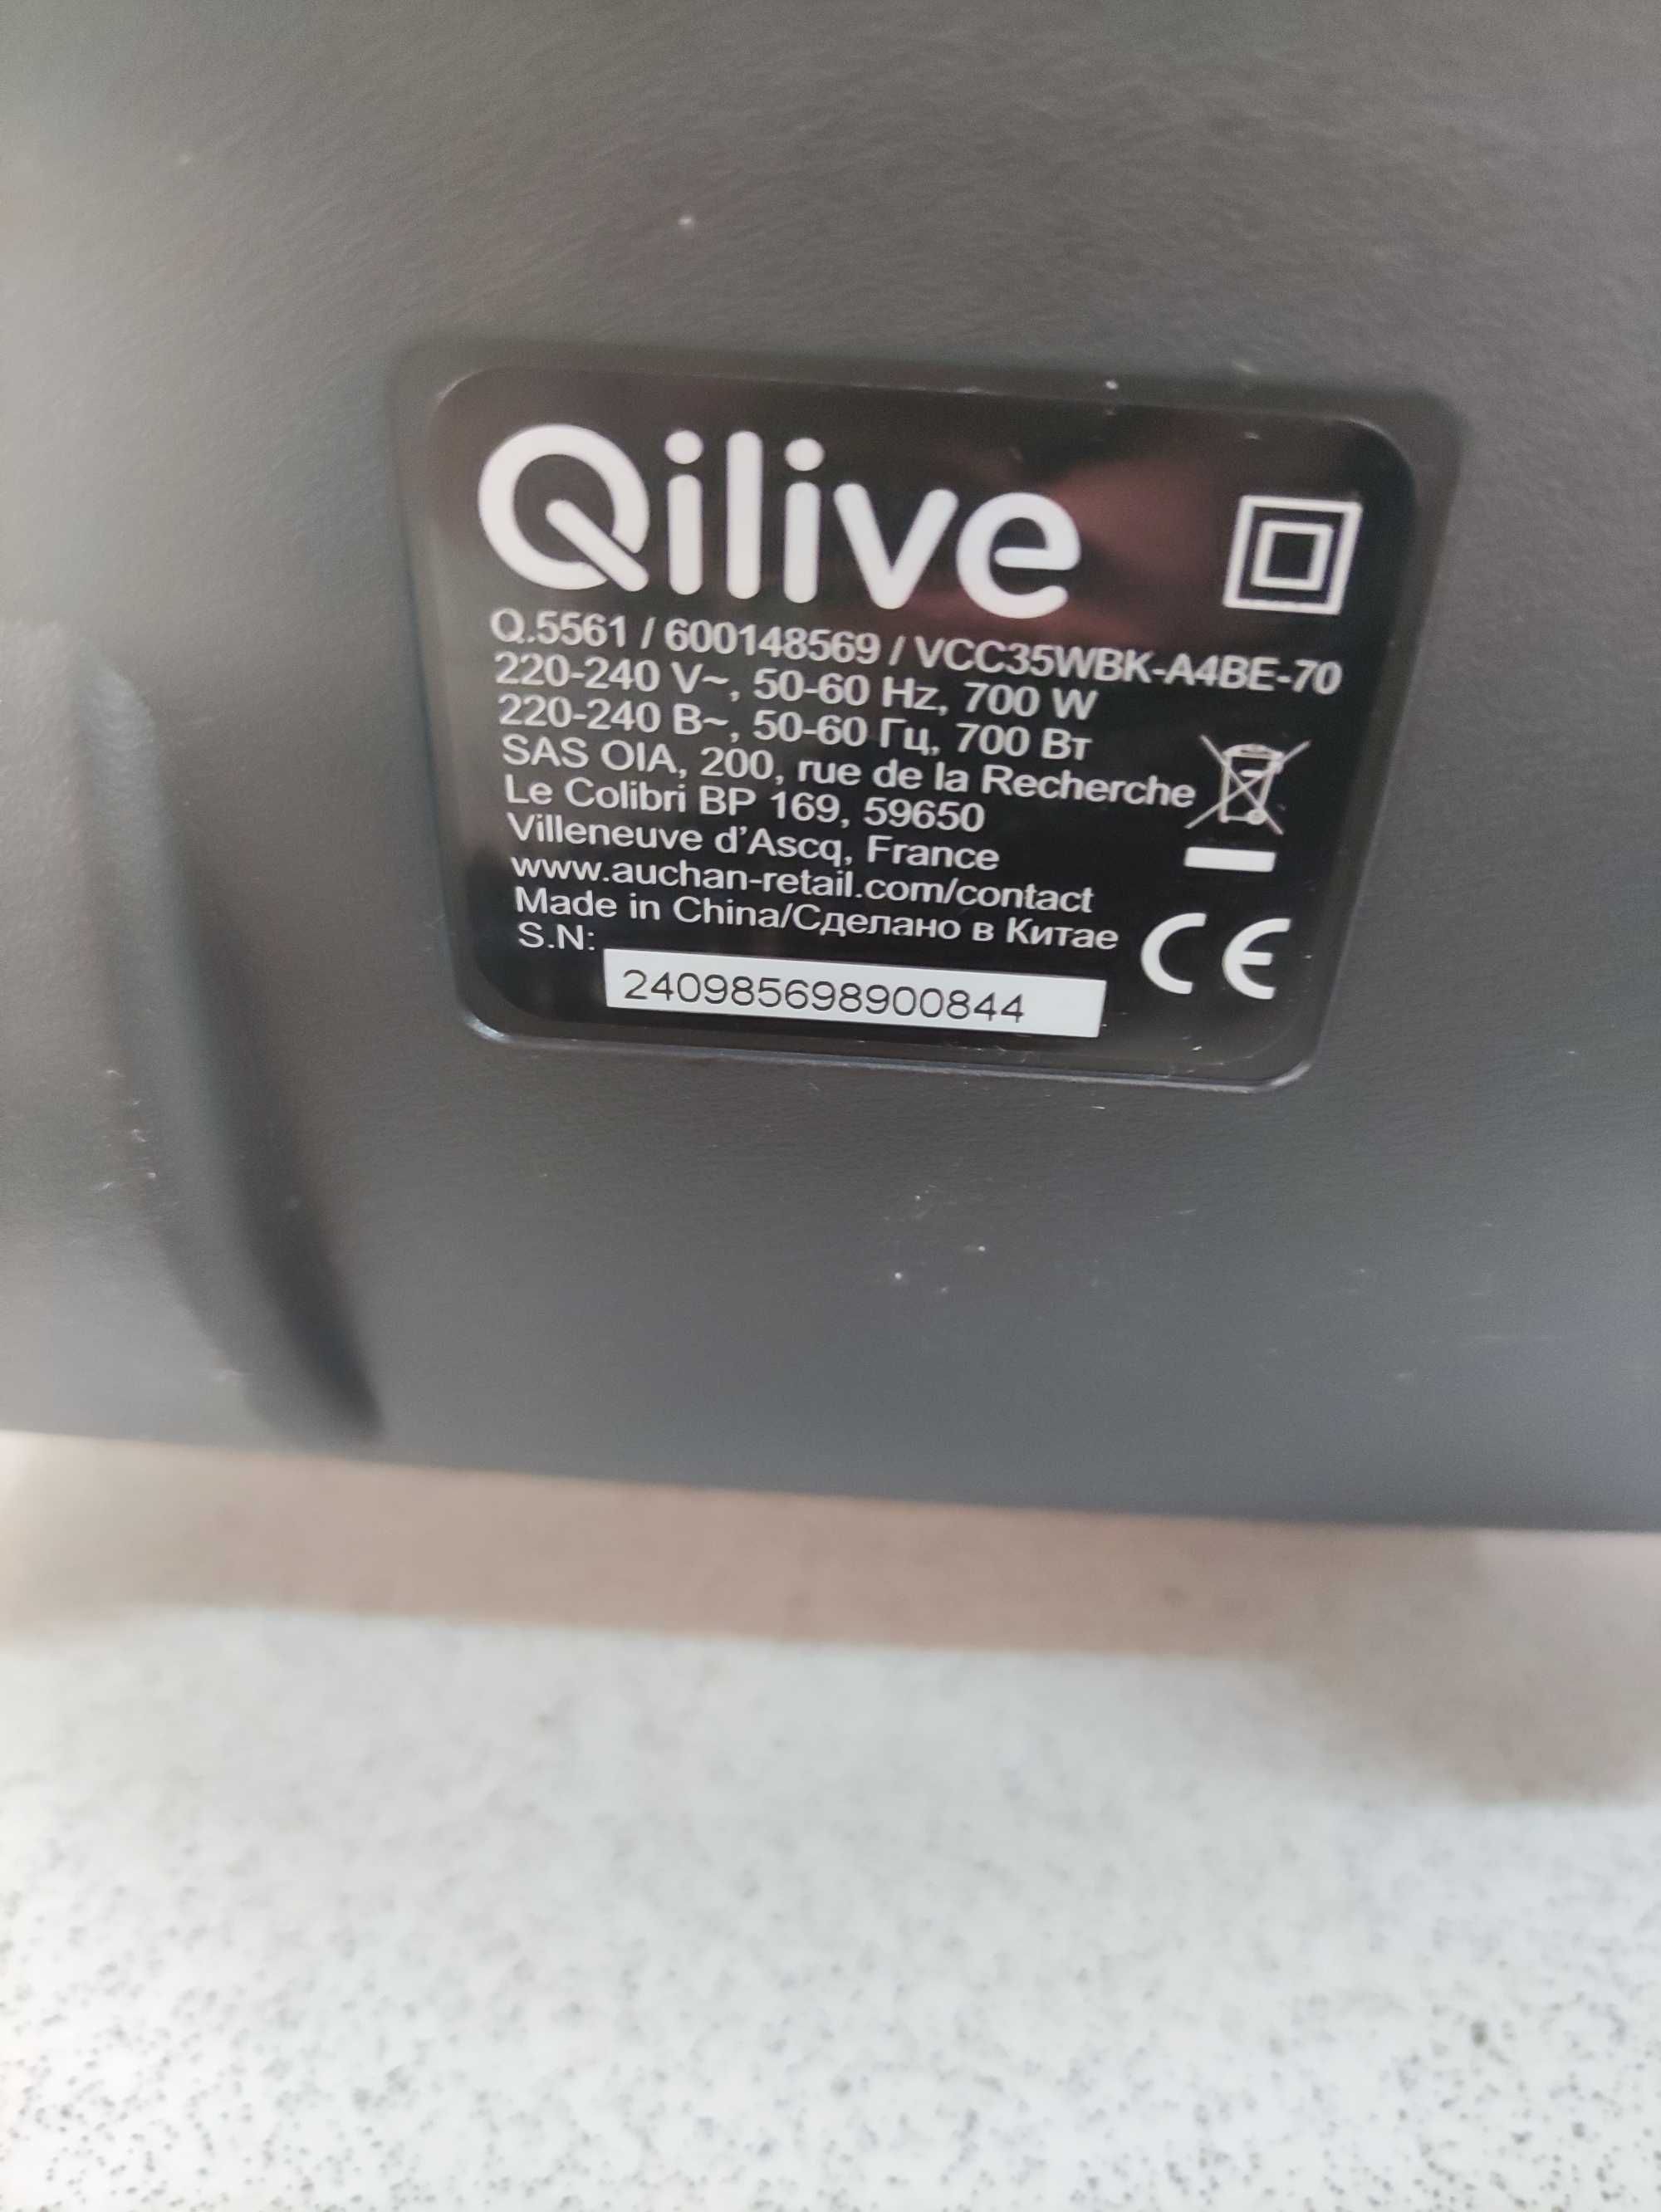 Qilive
Q.5561 / 600148569 / VCC35WBK-A4BE-70
220-240 V~, 50-60 Hz, 700 W
220-240 В~, 50-60 Гц, 700 Вт
SAS OIA, 200, rue de la Recherche
Le Colibri BP 169, 59650
Villeneuve d'Ascq, France
www.auchan-retail.com/contact
Made in China/Сделано в Китае
S.N:
240985698900844
CE